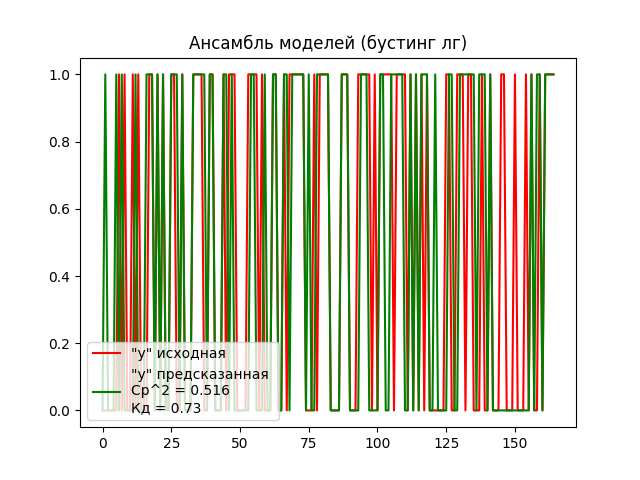 Ансамбль моделей (бустинг лг)
1.0
0.8
0.6
0.4
0.2
0.0
"y" исходная
"y" предсказанная
Ср^2 = 0.516
Кд = 0.73
0 25 50 75 100 125 150